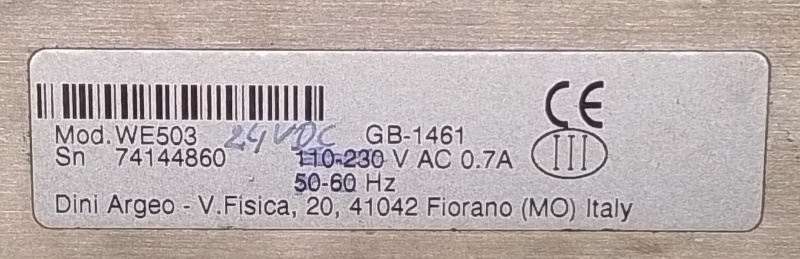 Mod.WE503 24VDC GB-1461 CE
Sn 74144860 110-230 V AC 0.7A III
50-60 Hz
Dini Argeo - V.Fisica, 20, 41042 Fiorano (MO) Italy